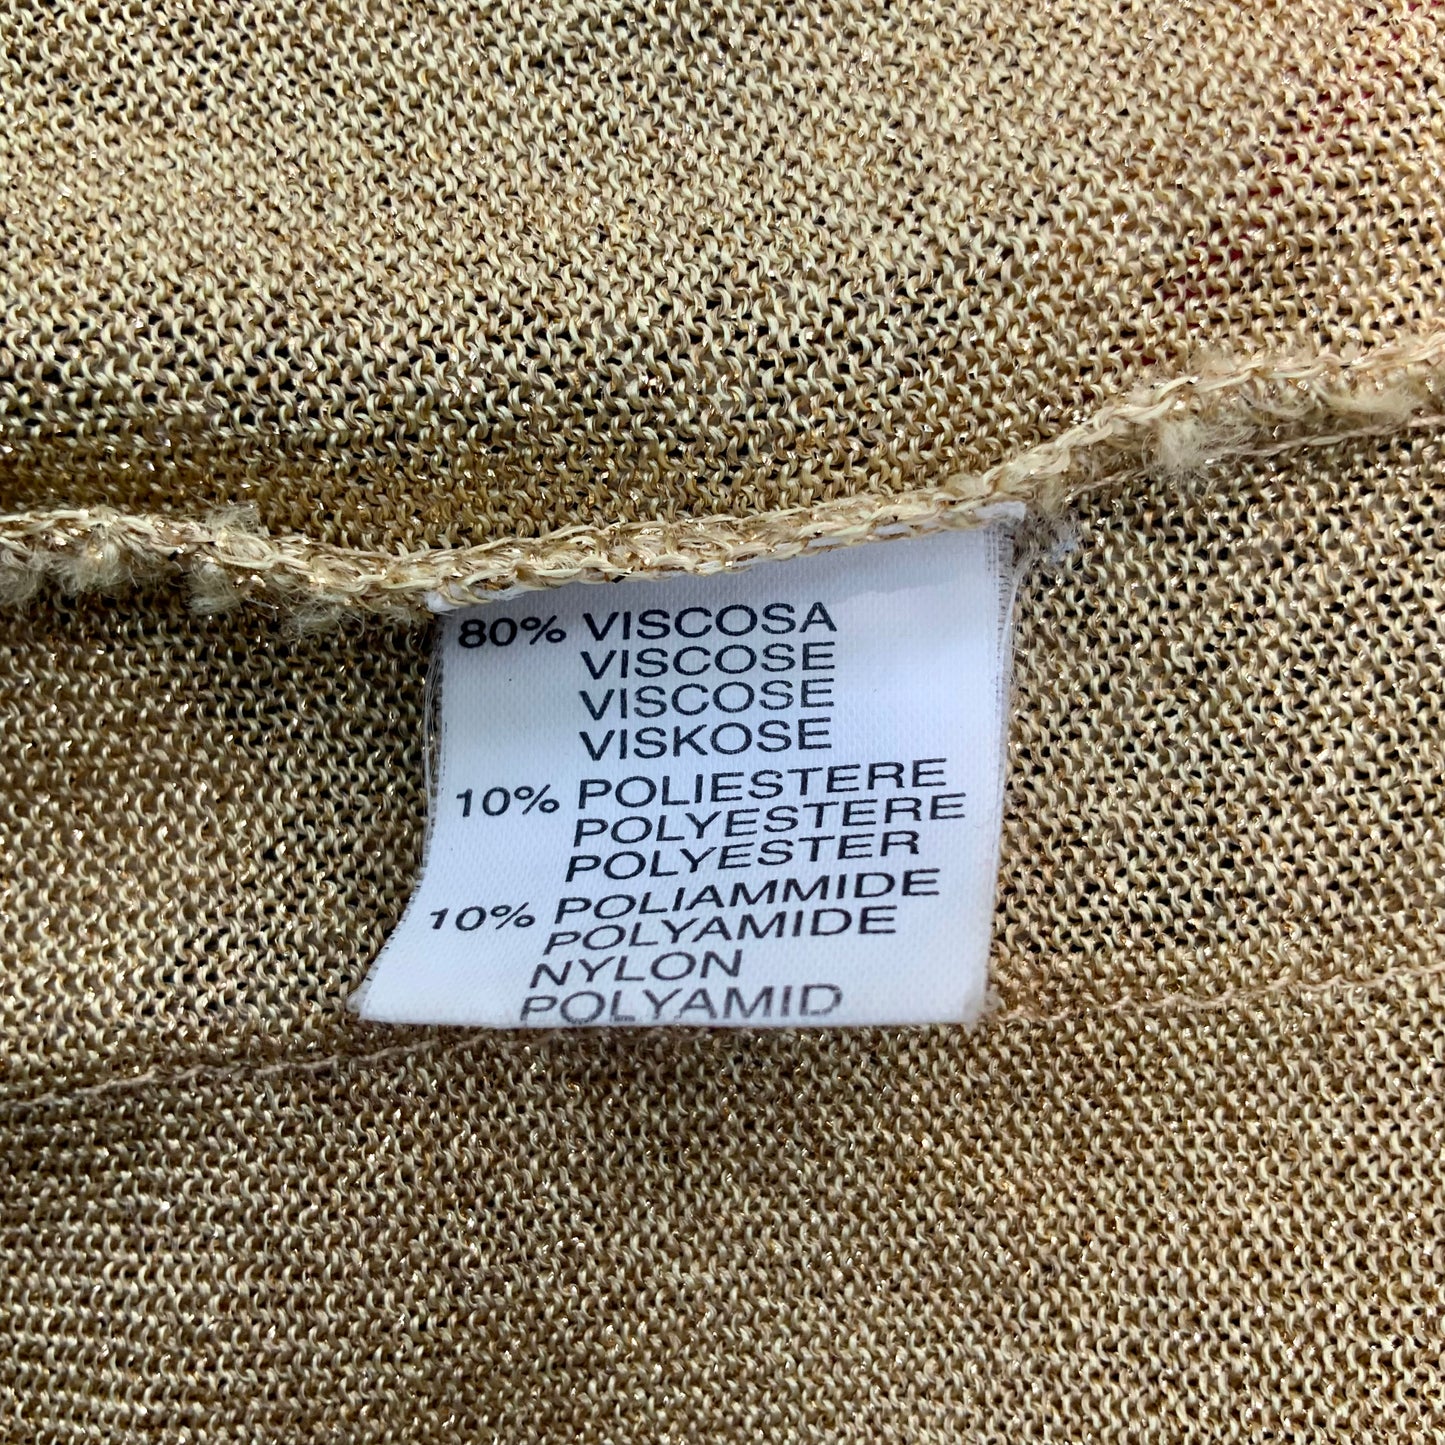 80% VISCOSA
VISCOSE
VISCOSE
VISKOSE
10% POLIESTERE
POLYESTERE
POLYESTER
10% POLIAMMIDE
POLYAMIDE
NYLON
POLYAMID